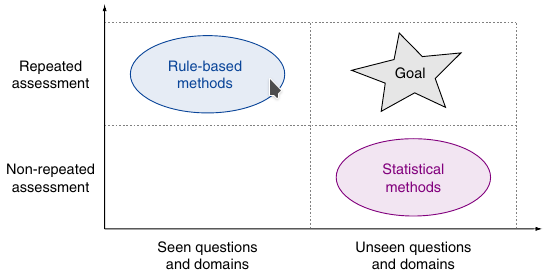 Repeated
assessment
Rule-based
methods
Goal
Non-repeated
assessment
Statistical
methods
Seen questions
and domains
Unseen questions
and domains